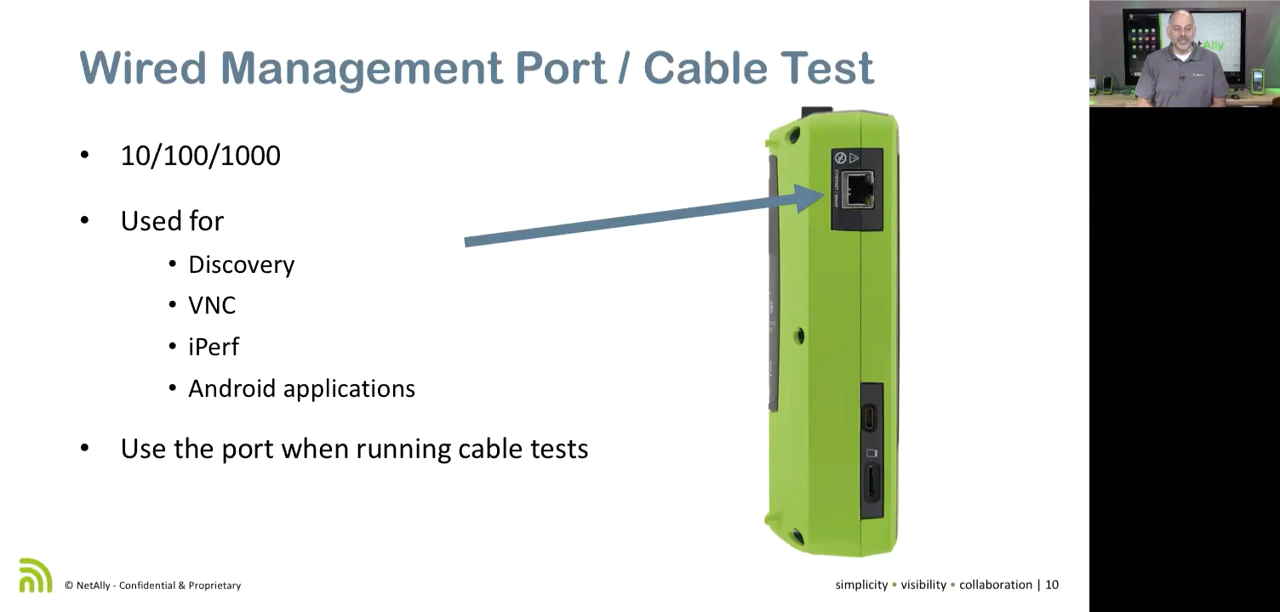 Wired Management Port / Cable Test
• 10/100/1000
• Used for
• Discovery
• VNC
• iPerf
• Android applications
• Use the port when running cable tests
© NetAlly - Confidential & Proprietary
simplicity • visibility • collaboration | 10